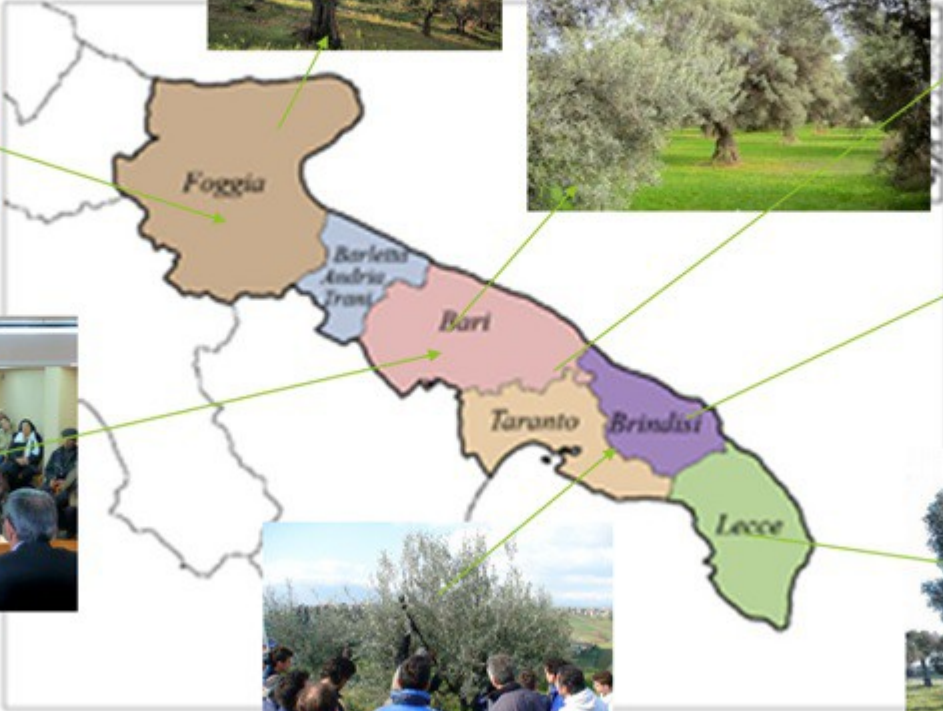 Foggia
Barletta
Andria
Trani
Bari
Taranto
Brindisi
Lecce